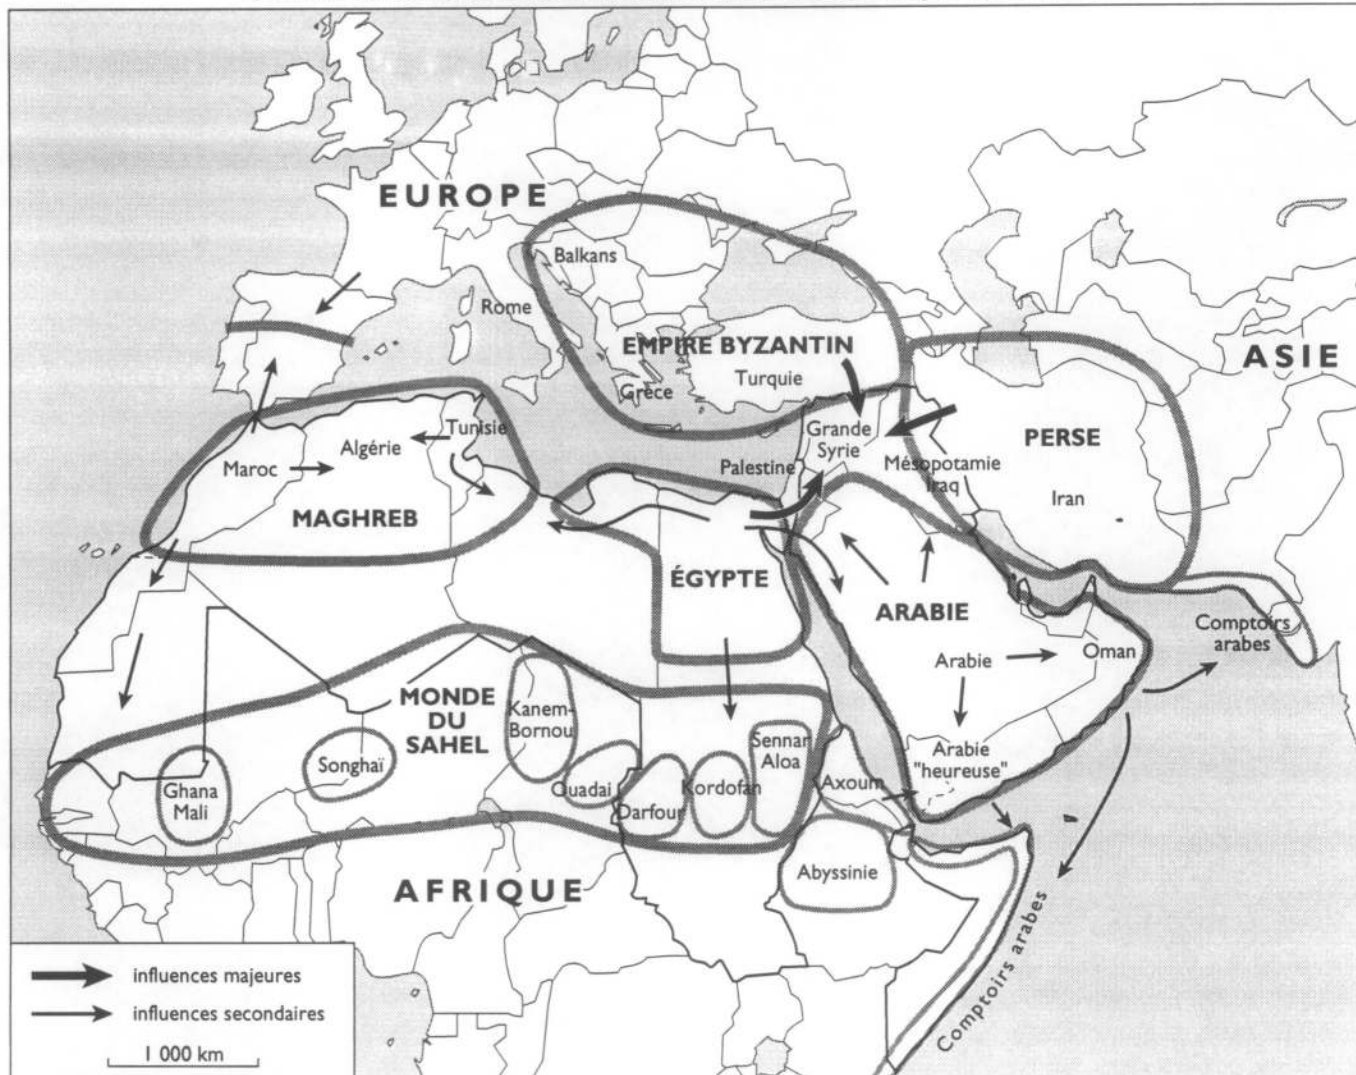 EUROPE
Balkans
Rome
EMPIRE BYZANTIN
ASIE
Grèce
Turquie
Tunisie
Algérie
Grande
Syrie
PERSE
Maroc
Palestine
Mésopotamie
Iraq
Iran
MAGHREB
ÉGYPTE
ARABIE
Comptoirs
arabes
Arabie
Oman
MONDE
DU
SAHEL
Kanem-
Bornou
Sennar
Aloa
Arabie
"heureuse"
Songhaï
Ghana
Mali
Ouadai
Darfour
Kordofan
Axoum
Abyssinie
AFRIQUE
Comptoirs arabes
influences majeures
influences secondaires
1 000 km